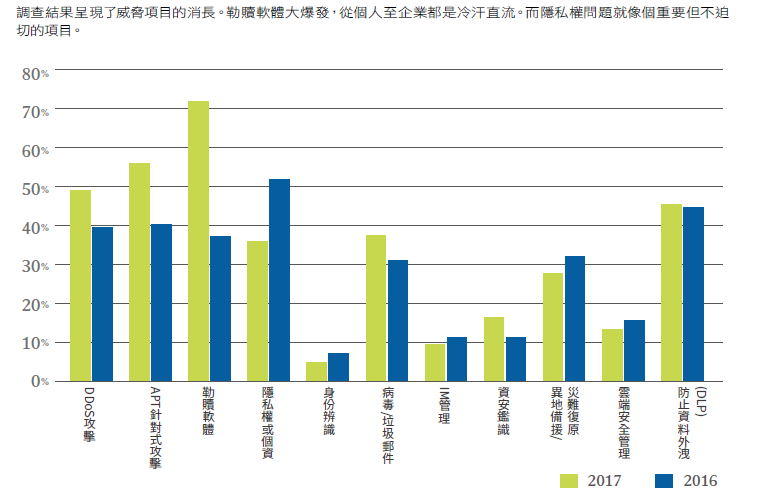 調查結果呈現了威脅項目的消長。勒贖軟體大爆發，從個人至企業都是冷汗直流。而隱私權問題就像個重要但不迫
切的項目。
80%
70%
60%
50%
40%
30%
20%
10%
0%
DDoS攻擊
APT針對式攻擊
勒贖軟體
隱私權或個資
身份辨識
病毒/垃圾郵件
IM管理
資安鑑識
災難復原
異地備援/
雲端安全管理
(DLP)
防止資料外洩
2017
2016